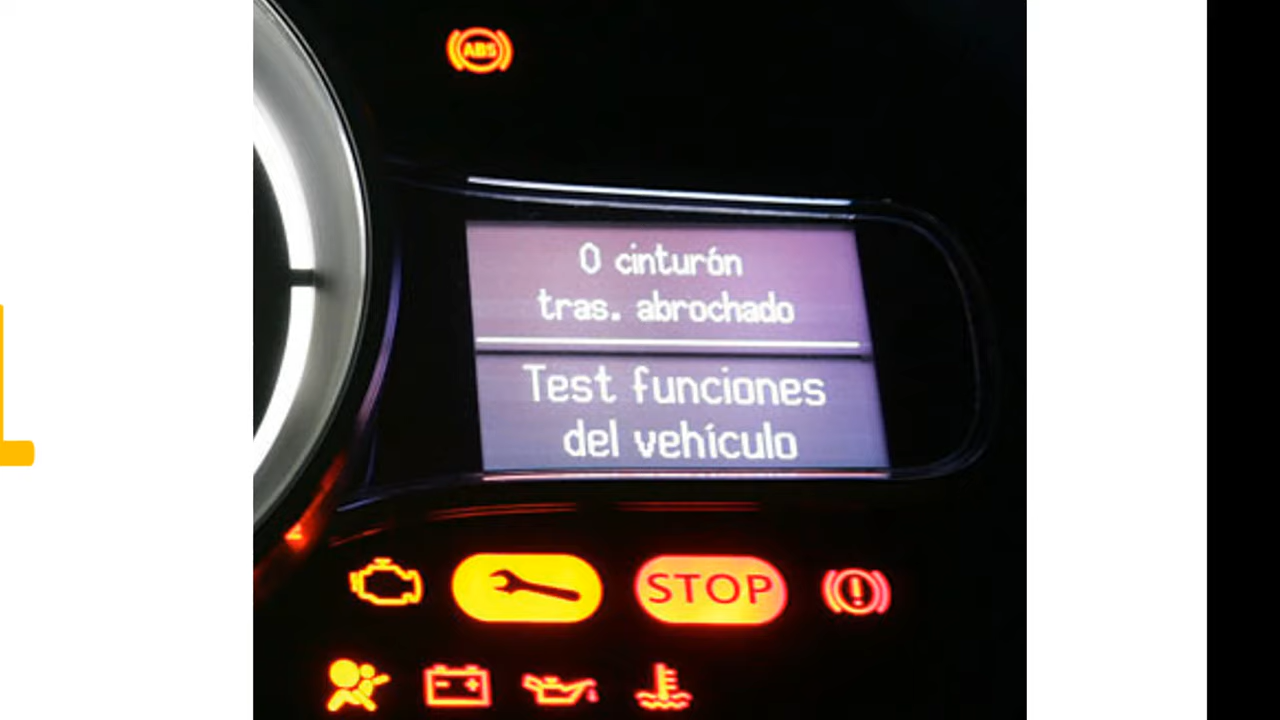 ABS
0 cinturón
tras. abrochado
Test funciones
del vehículo
STOP